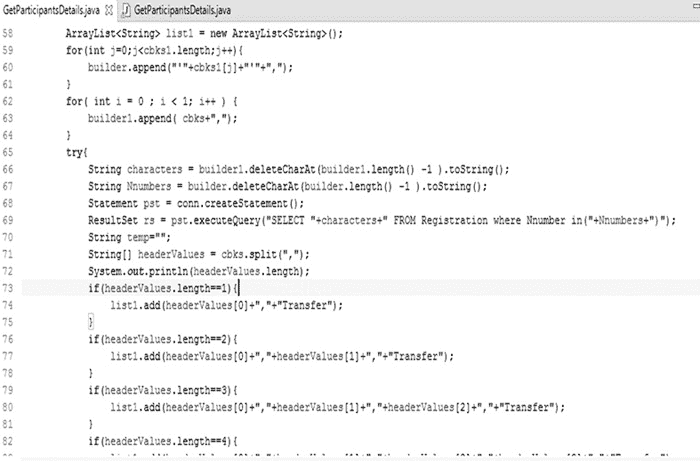 GetParticipantsDetails.java GetParticipantsDetails.java
58 ArrayList<String> list1 = new ArrayList<String>();
59 for(int j=0;j<cbks1.length;j++){
60 builder.append("'"+cbks1[j]+"'"+",");
61 }
62 for( int i = 0 ; i < 1; i++ ) {
63 builder1.append( cbks+",");
64 }
65 try{
66 String characters = builder1.deleteCharAt(builder1.length() -1 ).toString();
67 String Nnumbers = builder.deleteCharAt(builder.length() -1 ).toString();
68 Statement pst = conn.createStatement();
69 ResultSet rs = pst.executeQuery("SELECT "+characters+" FROM Registration where Nnumber in("+Nnumbers+")");
70 String temp="";
71 String[] headerValues = cbks.split(",");
72 System.out.println(headerValues.length);
73 if(headerValues.length==1){
74 list1.add(headerValues[0]+","+"Transfer");
75 }
76 if(headerValues.length==2){
77 list1.add(headerValues[0]+","+headerValues[1]+","+"Transfer");
78 }
79 if(headerValues.length==3){
80 list1.add(headerValues[0]+","+headerValues[1]+","+headerValues[2]+","+"Transfer");
81 }
82 if(headerValues.length==4){